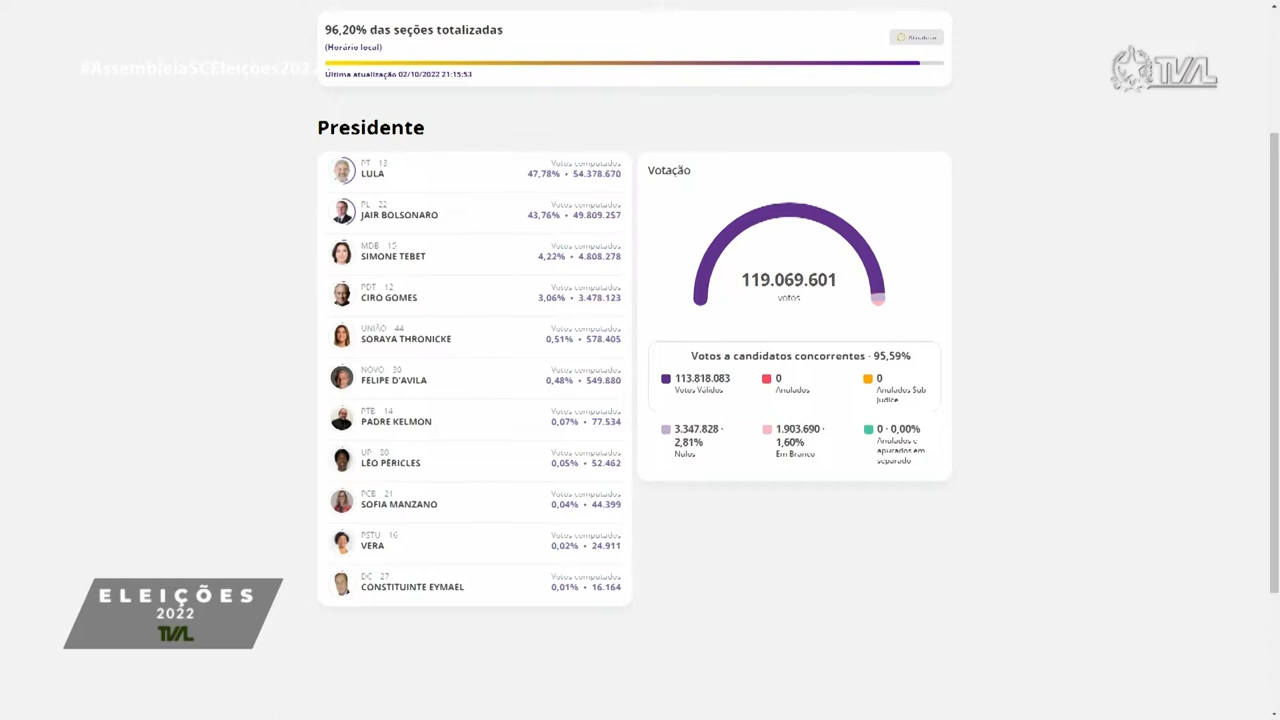 96,20% das seções totalizadas
(Horário local)
Atualizar
Última atualização 02/10/2022 21:15:53
#AssembleiaSCEleições2022
TVAL
Presidente
PT 13
LULA
Votos computados
47,78% • 54.378.670
PL 22
JAIR BOLSONARO
Votos computados
43,76% • 49.809.257
MDB 15
SIMONE TEBET
Votos computados
4,22% • 4.808.278
PDT 12
CIRO GOMES
Votos computados
3,06% • 3.478.123
UNIÃO 44
SORAYA THRONICKE
Votos computados
0,51% • 578.405
NOVO 30
FELIPE D'AVILA
Votos computados
0,48% • 549.880
PTB 14
PADRE KELMON
Votos computados
0,07% • 77.534
UP 80
LÉO PÉRICLES
Votos computados
0,05% • 52.462
PCB 21
SOFIA MANZANO
Votos computados
0,04% • 44.399
PSTU 16
VERA
Votos computados
0,02% • 24.911
DC 27
CONSTITUINTE EYMAEL
Votos computados
0,01% • 16.164
Votação
119.069.601
votos
Votos a candidatos concorrentes · 95,59%
113.818.083
Votos Válidos
0
Anulados
0
Anulados Sub
Judice
3.347.828 ·
2,81%
Nulos
1.903.690 ·
1,60%
Em Branco
0 · 0,00%
Anulados e
apurados em
separado
ELEIÇÕES
2022
TVAL